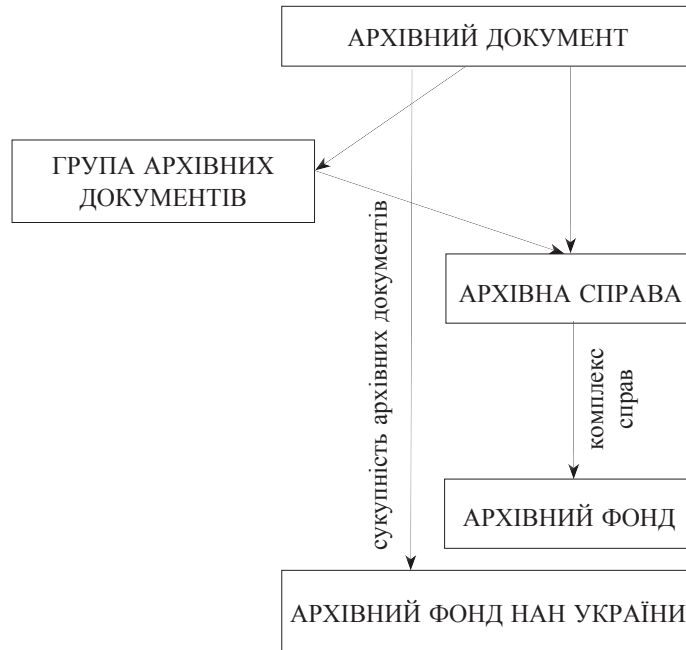 АРХІВНИЙ ДОКУМЕНТ
ГРУПА АРХІВНИХ
ДОКУМЕНТІВ
сукупність архівних документів
АРХІВНА СПРАВА
комплекс
справ
АРХІВНИЙ ФОНД
АРХІВНИЙ ФОНД НАН УКРАЇНИ